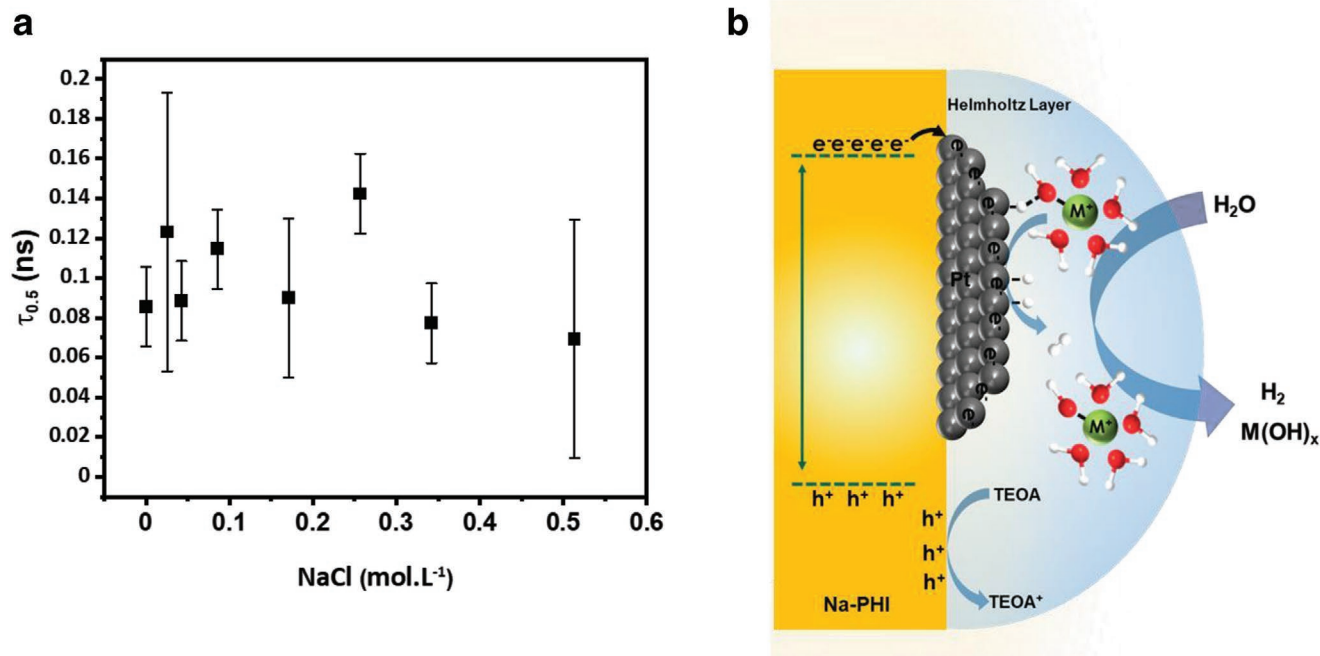 a
0.2
0.18
0.16
0.14
0.12
0.1
0.08
0.06
0.04
0.02
0
τ0.5 (ns)
0 0.1 0.2 0.3 0.4 0.5 0.6
NaCl (mol.L-1)
b
Helmholtz Layer
e-e-e-e-e-
e-
e-
e-
e-
e-
e-
e-
e-
Pt
M+
H2O
M+
H2
M(OH)x
h+ h+ h+
h+
h+
h+
TEOA
TEOA+
Na-PHI